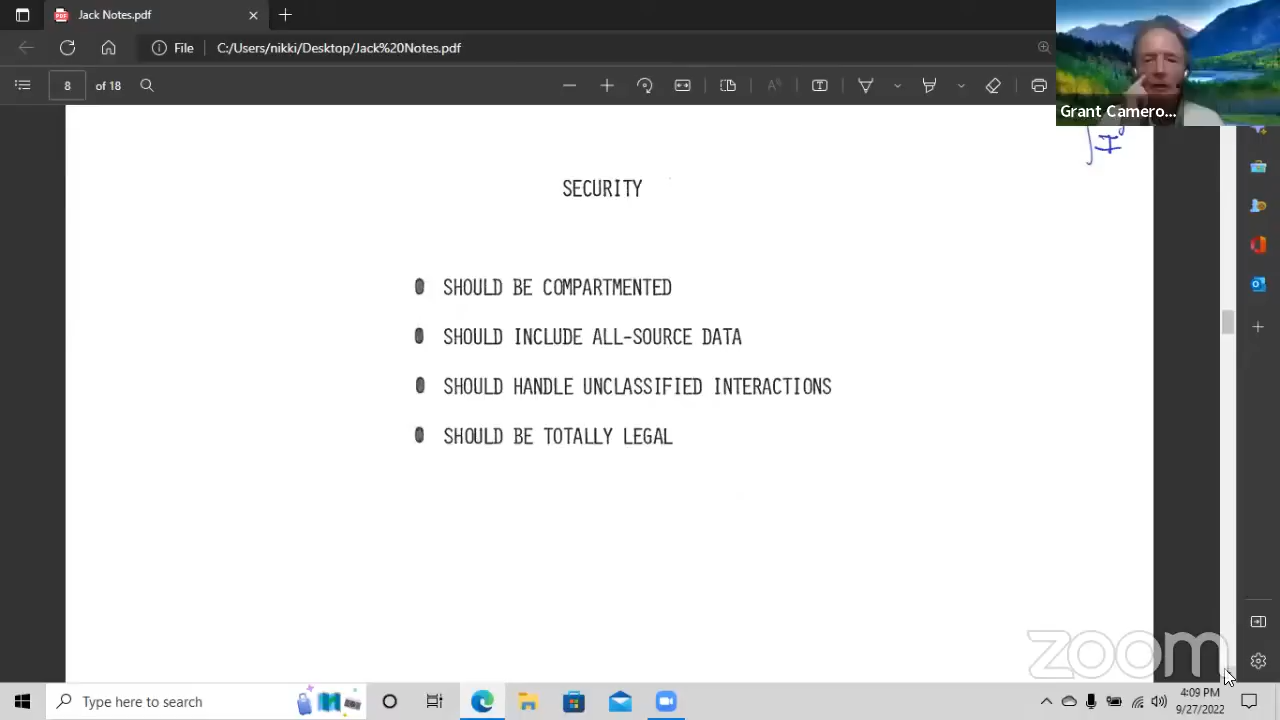 Jack Notes.pdf
File
C:/Users/nikki/Desktop/Jack%20Notes.pdf
8
of 18
Grant Camero...
SECURITY
SHOULD BE COMPARTMENTED
SHOULD INCLUDE ALL-SOURCE DATA
SHOULD HANDLE UNCLASSIFIED INTERACTIONS
SHOULD BE TOTALLY LEGAL
zoom
Type here to search
4:09 PM
9/27/2022